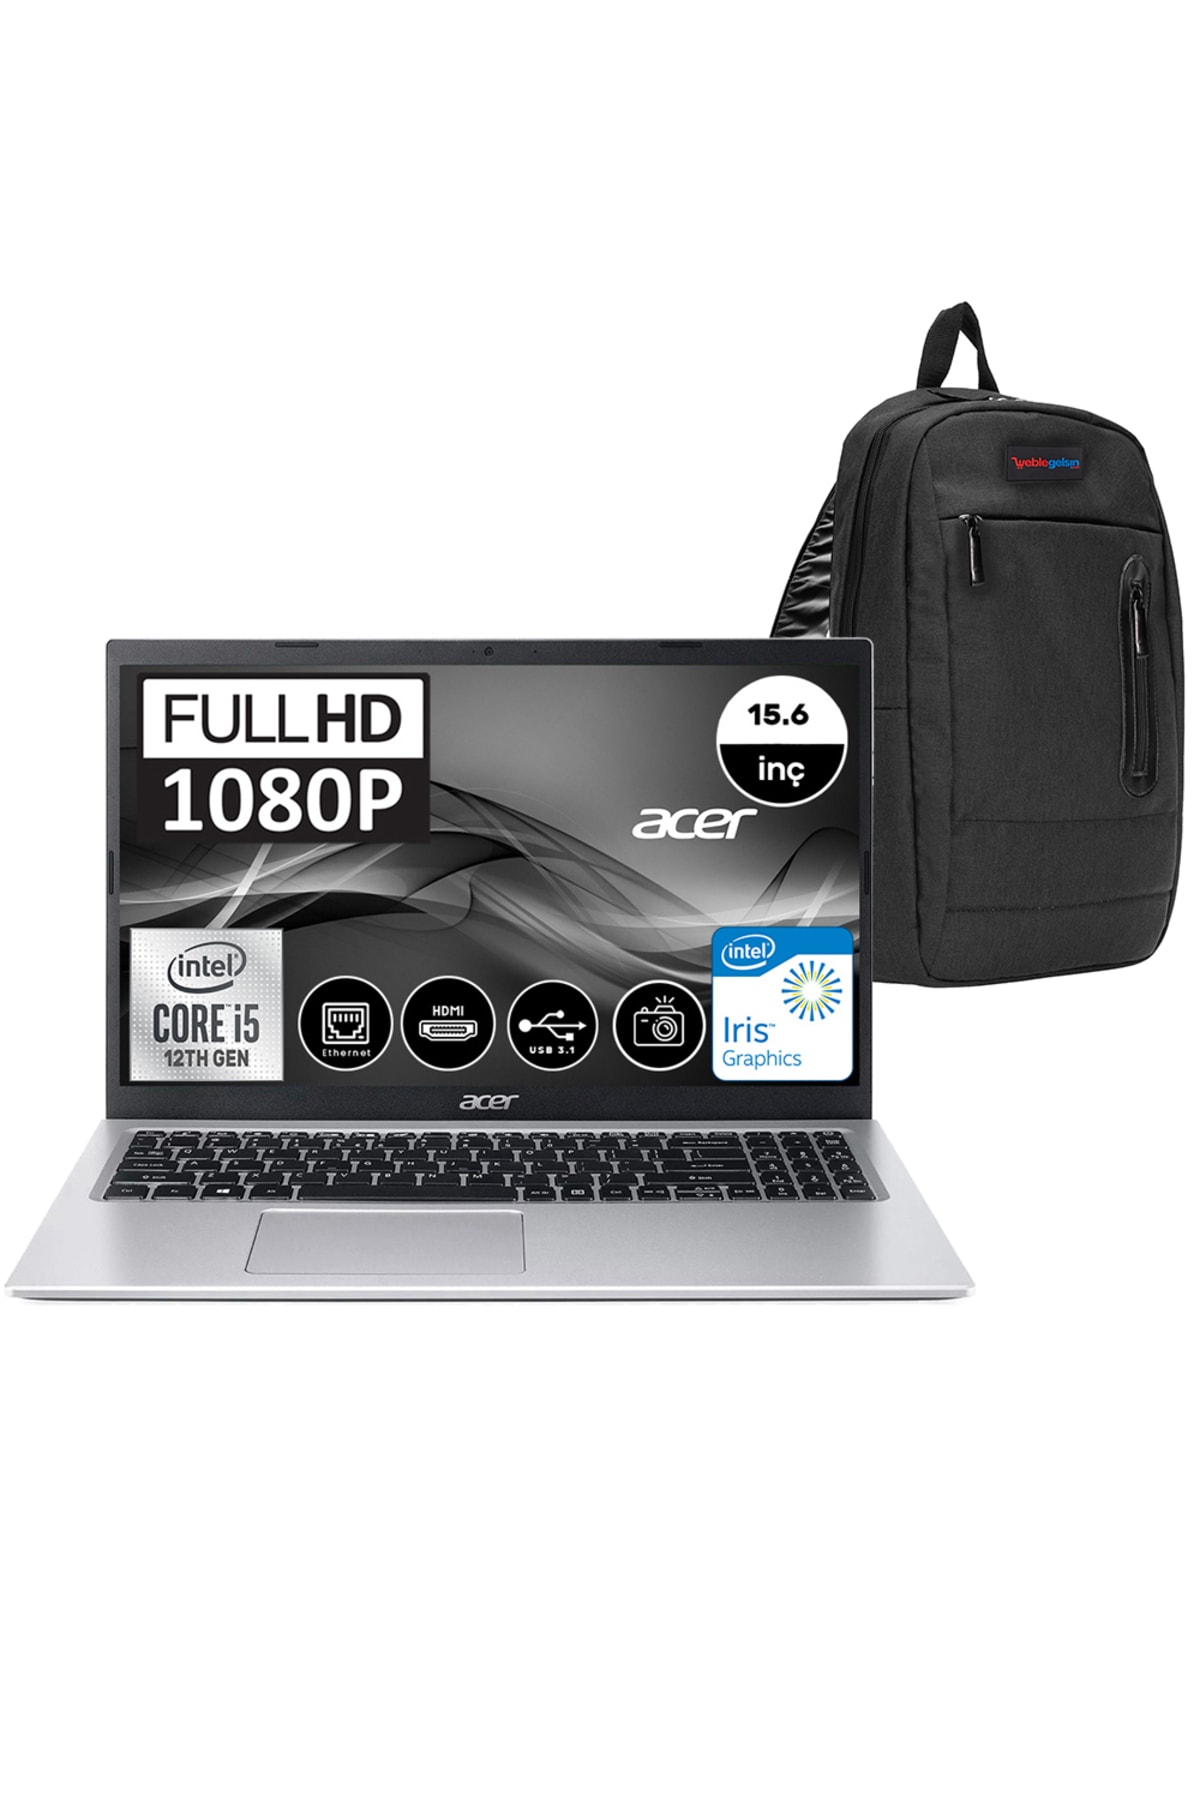 weblegelsin
FULL HD
1080P
15.6
inç
acer
intel
CORE i5
12TH GEN
Ethernet
HDMI
USB 3.1
intel
Iris™
Graphics
acer